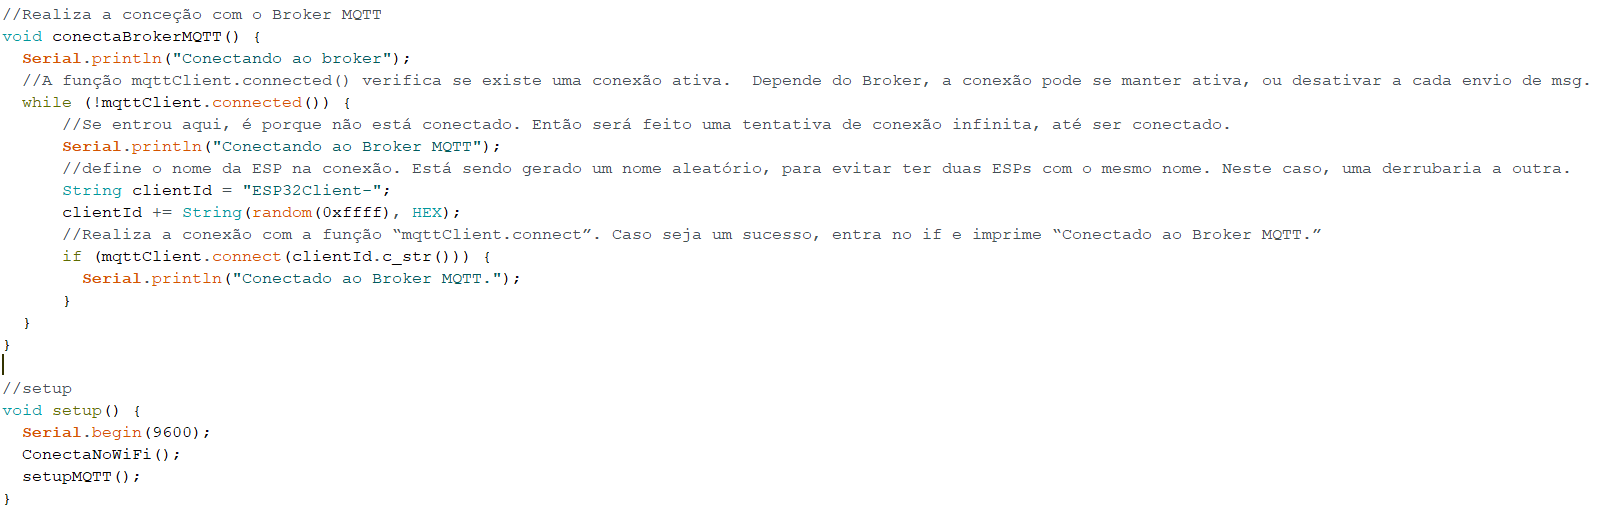 //Realiza a conceção com o Broker MQTT
void conectaBrokerMQTT() {
  Serial.println("Conectando ao broker");
  //A função mqttClient.connected() verifica se existe uma conexão ativa.  Depende do Broker, a conexão pode se manter ativa, ou desativar a cada envio de msg.
  while (!mqttClient.connected()) {
      //Se entrou aqui, é porque não está conectado. Então será feito uma tentativa de conexão infinita, até ser conectado.
      Serial.println("Conectando ao Broker MQTT");
      //define o nome da ESP na conexão. Está sendo gerado um nome aleatório, para evitar ter duas ESPs com o mesmo nome. Neste caso, uma derrubaria a outra.
      String clientId = "ESP32Client-";
      clientId += String(random(0xffff), HEX);
      //Realiza a conexão com a função “mqttClient.connect”. Caso seja um sucesso, entra no if e imprime “Conectado ao Broker MQTT.”
      if (mqttClient.connect(clientId.c_str())) {
        Serial.println("Conectado ao Broker MQTT.");
      }
  }
}
//setup
void setup() {
  Serial.begin(9600);
  ConectaNoWiFi();
  setupMQTT();
}